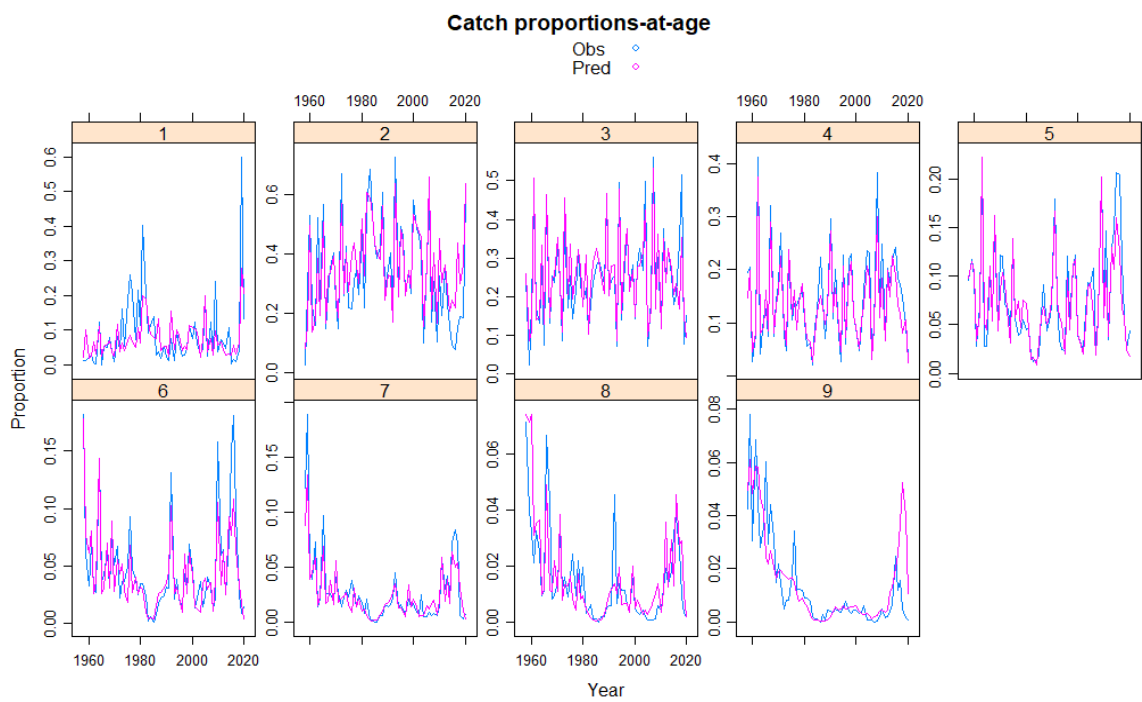 Catch proportions-at-age
Obs
Pred
1960 2000
1960 2000
1980 2020
1980 2020
1 2 3 4 5
0.0 0.1 0.2 0.3 0.4 0.5 0.6
0.0 0.2 0.4 0.6
0.0 0.1 0.2 0.3 0.4 0.5
0.1 0.2 0.3 0.4
0.00 0.05 0.10 0.15 0.20
6 7 8 9
0.00 0.05 0.10 0.15
0.00 0.05 0.10 0.15
0.00 0.02 0.04 0.06
0.00 0.02 0.04 0.06 0.08
1960 1980 2000 2020
1960 1980 2000 2020
Proportion
Year